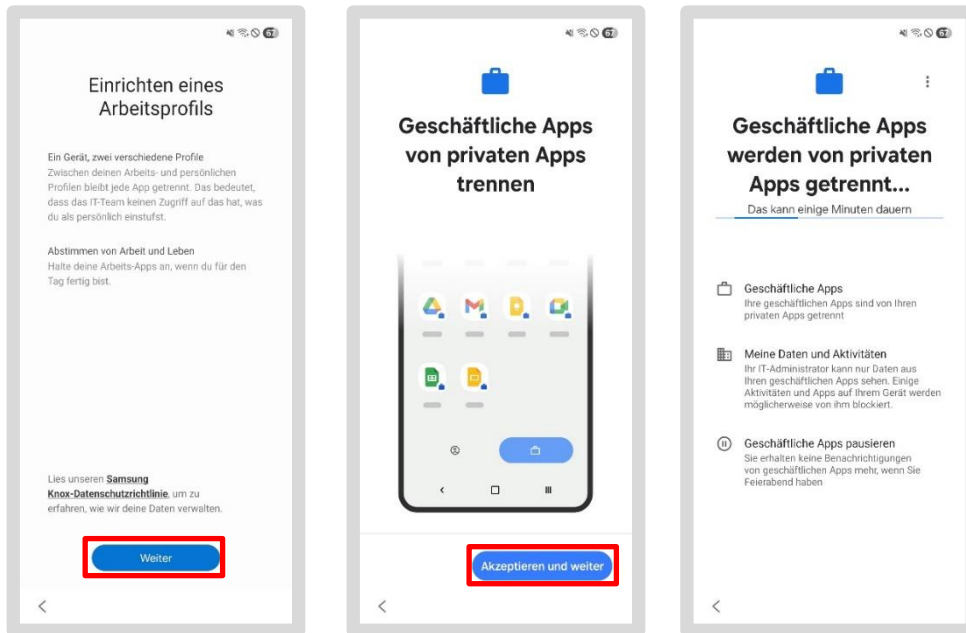 67
Einrichten eines
Arbeitsprofils
Ein Gerät, zwei verschiedene Profile
Zwischen deinen Arbeits- und persönlichen
Profilen bleibt jede App getrennt. Das bedeutet,
dass das IT-Team keinen Zugriff auf das hat, was
du als persönlich einstufst.
Abstimmen von Arbeit und Leben
Halte deine Arbeits-Apps an, wenn du für den
Tag fertig bist.
Lies unseren Samsung
Knox-Datenschutzrichtlinie, um zu
erfahren, wie wir deine Daten verwalten.
Weiter
67
Geschäftliche Apps
von privaten Apps
trennen
Akzeptieren und weiter
67
Geschäftliche Apps
werden von privaten
Apps getrennt...
Das kann einige Minuten dauern
Geschäftliche Apps
Ihre geschäftlichen Apps sind von Ihren
privaten Apps getrennt
Meine Daten und Aktivitäten
Ihr IT-Administrator kann nur Daten aus
Ihren geschäftlichen Apps sehen. Einige
Aktivitäten und Apps auf Ihrem Gerät werden
möglicherweise von ihm blockiert.
Geschäftliche Apps pausieren
Sie erhalten keine Benachrichtigungen
von geschäftlichen Apps mehr, wenn Sie
Feierabend haben